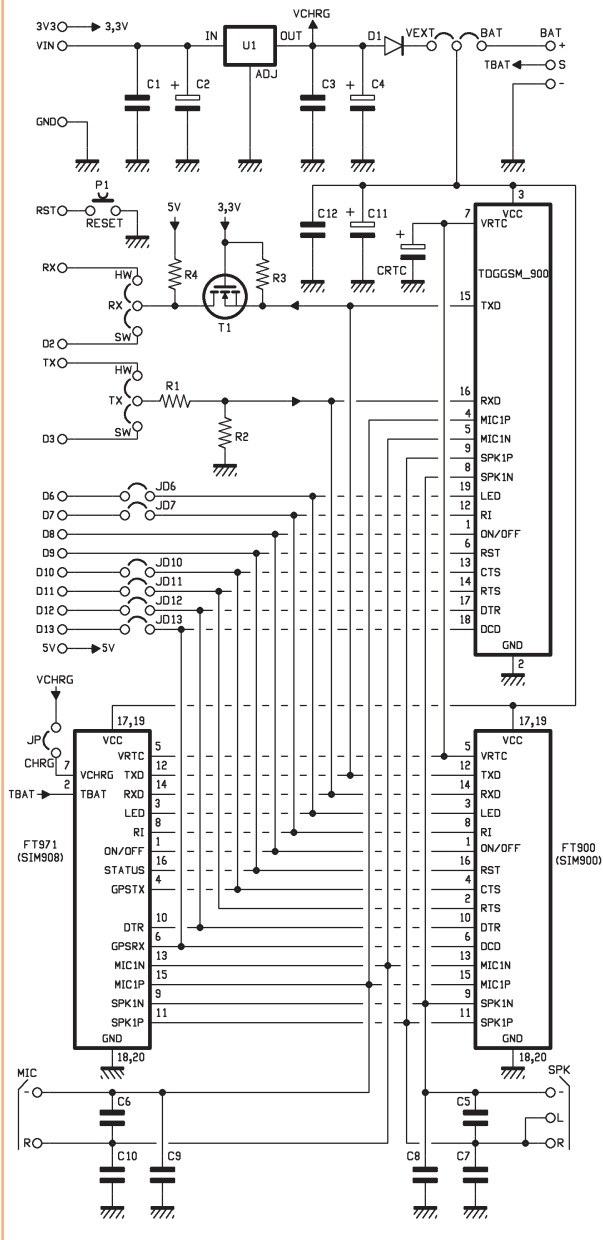 VCHRG
3V3 3,3V IN OUT D1 VEXT BAT BAT
VIN U1 +
ADJ TBAT S
C1 + C2 C3 + C4 -
GND
P1 3
RST RESET 5V 3,3V C12 + C11 + 7 VCC
VRTC
RX CRTC TDGGSM_900
HW R4 R3
RX 15 TXD
T1
D2 SW
TX
HW
R1 16 RXD
TX 4 MIC1P
R2 5 MIC1N
D3 SW 9 SPK1P
8 SPK1N
D6 JD6 19 LED
D7 JD7 12 RI
D8 1 ON/OFF
D9 6 RST
D10 JD10 13 CTS
D11 JD11 14 RTS
D12 JD12 17 DTR
D13 JD13 18 DCD
5V 5V GND
2
VCHRG
17,19 17,19
JP VCC VCC
CHRG 5 VRTC 5 VRTC
7 VCHRG 12 TXD 12 TXD
2 TBAT TBAT 14 RXD 14 RXD
3 LED 3 LED
8 RI 8 RI
FT971 1 ON/OFF 1 ON/OFF FT900
(SIM908) 16 STATUS 16 RST (SIM900)
4 GPSTX 4 CTS
2 RTS
10 DTR 10 DTR
6 GPSRX 6 DCD
13 MIC1N 13 MIC1N
15 MIC1P 15 MIC1P
9 SPK1N 9 SPK1N
11 SPK1P 11 SPK1P
GND GND
18,20 18,20
MIC SPK
- C6 C5 -
L
R R
C10 C9 C8 C7